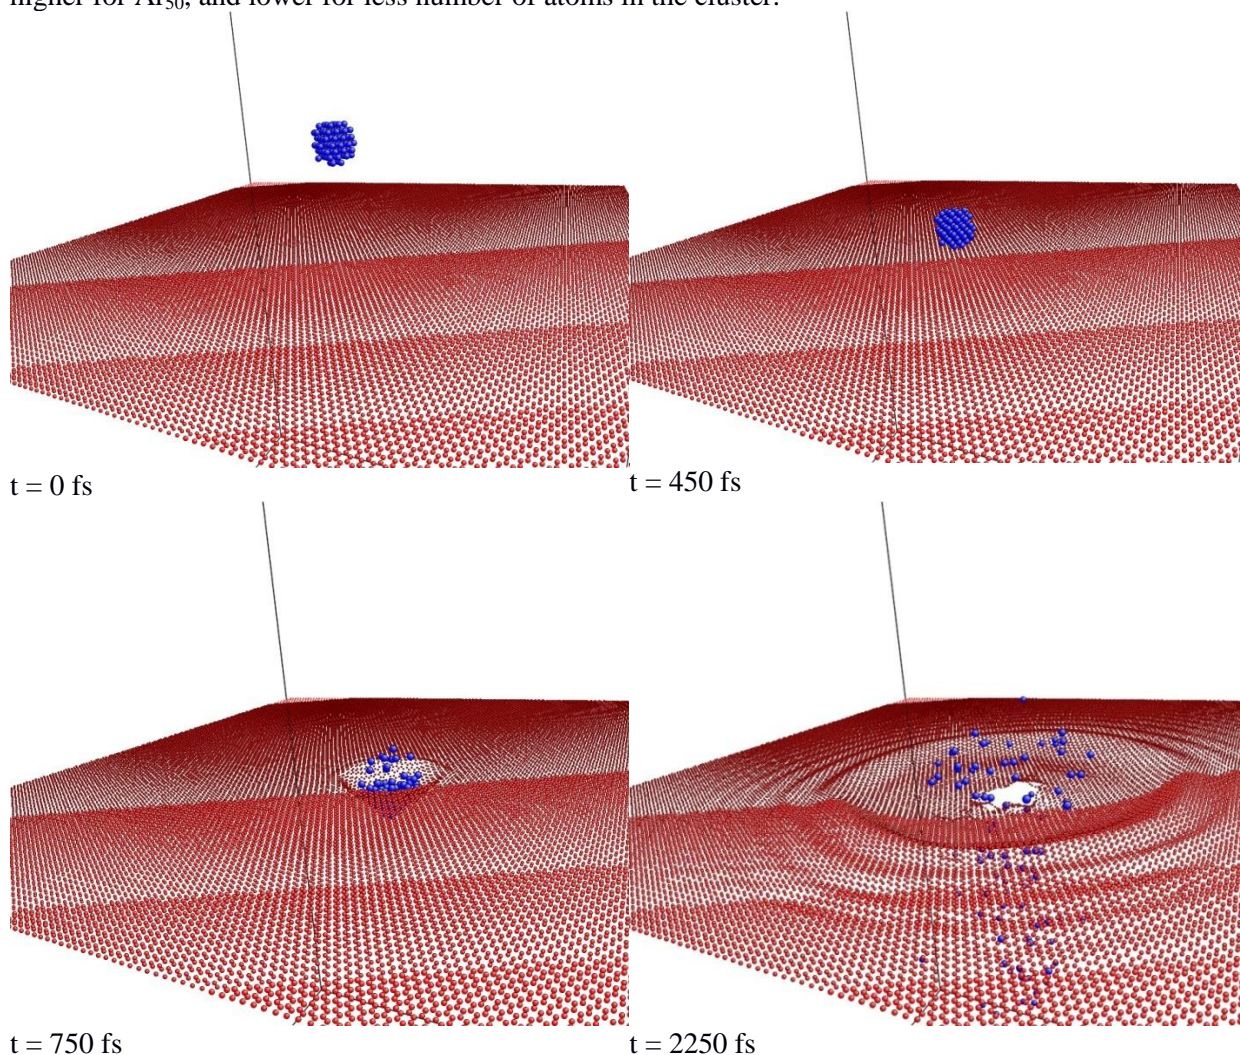 higher for Ar₅₀, and lower for less number of atoms in the cluster.
t = 0 fs
t = 450 fs
t = 750 fs
t = 2250 fs